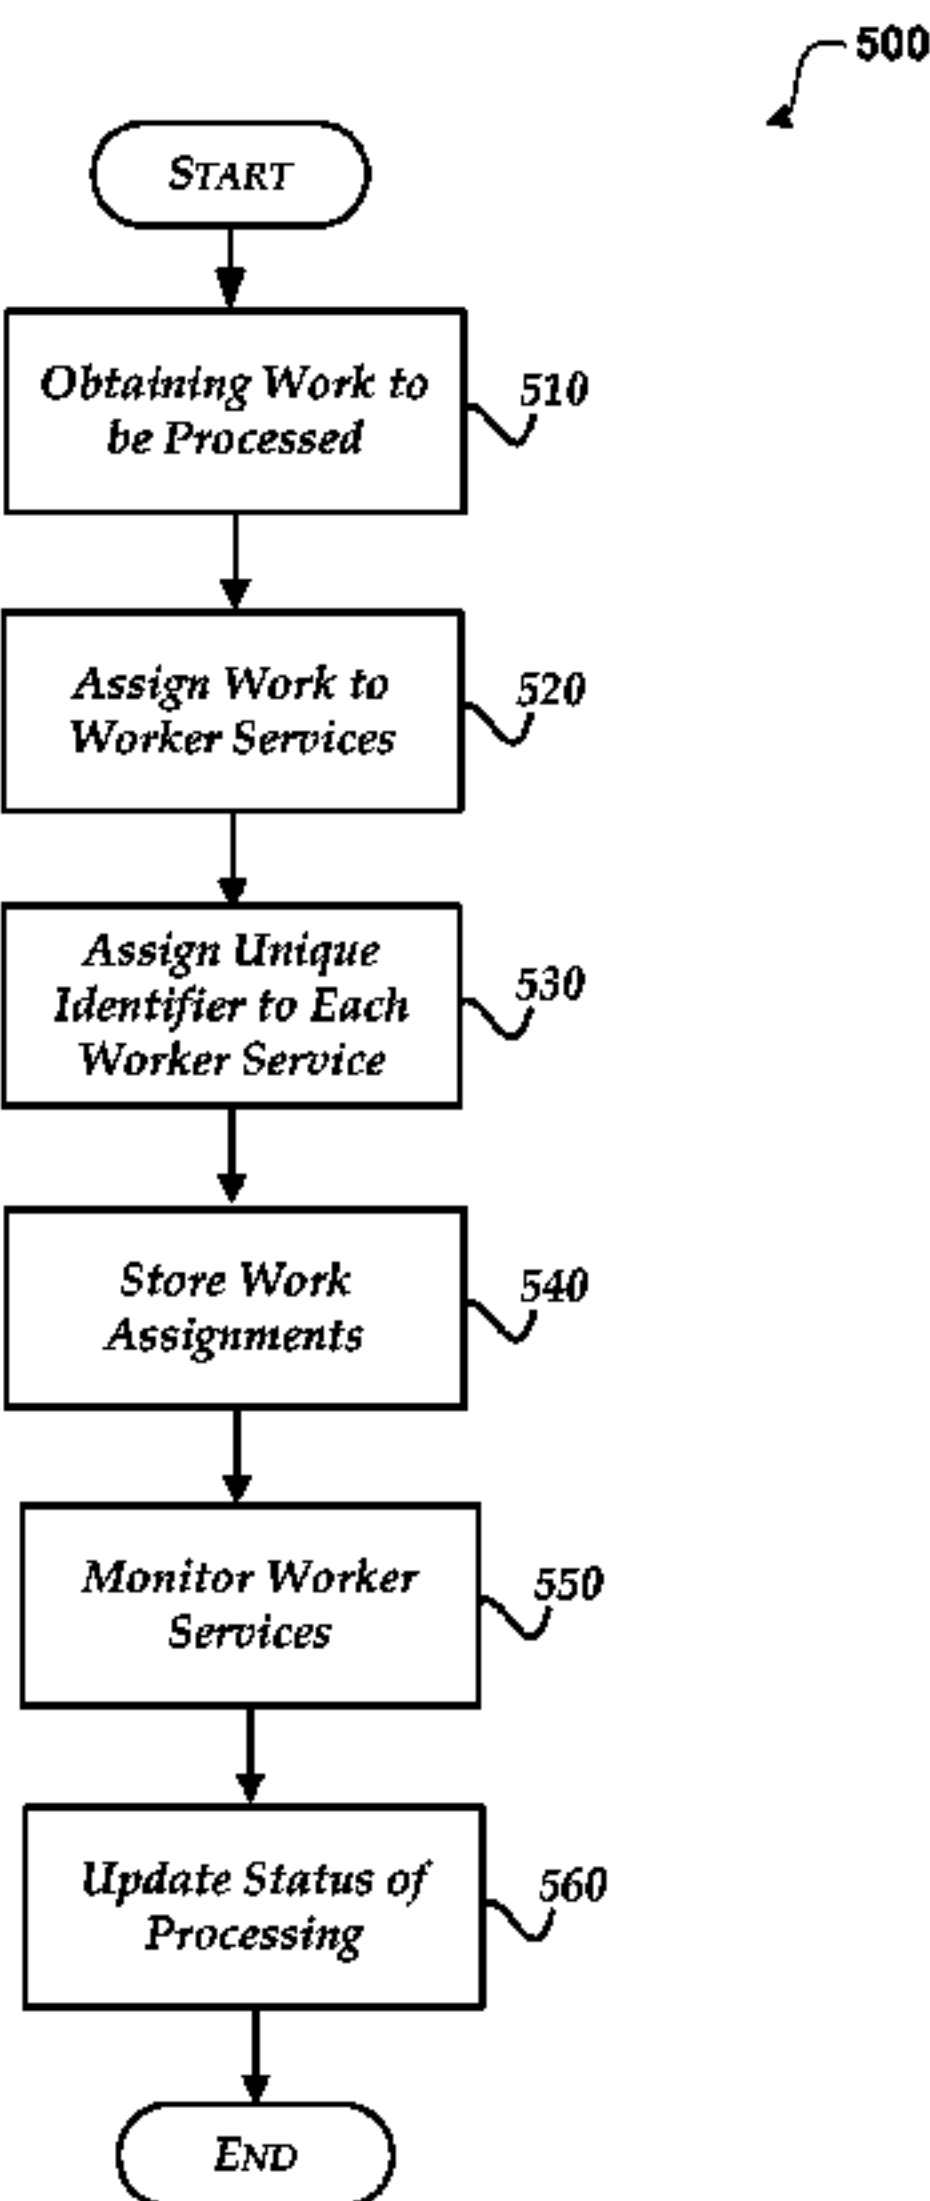 500
START
Obtaining Work to
be Processed
510
Assign Work to
Worker Services
520
Assign Unique
Identifier to Each
Worker Service
530
Store Work
Assignments
540
Monitor Worker
Services
550
Update Status of
Processing
560
END